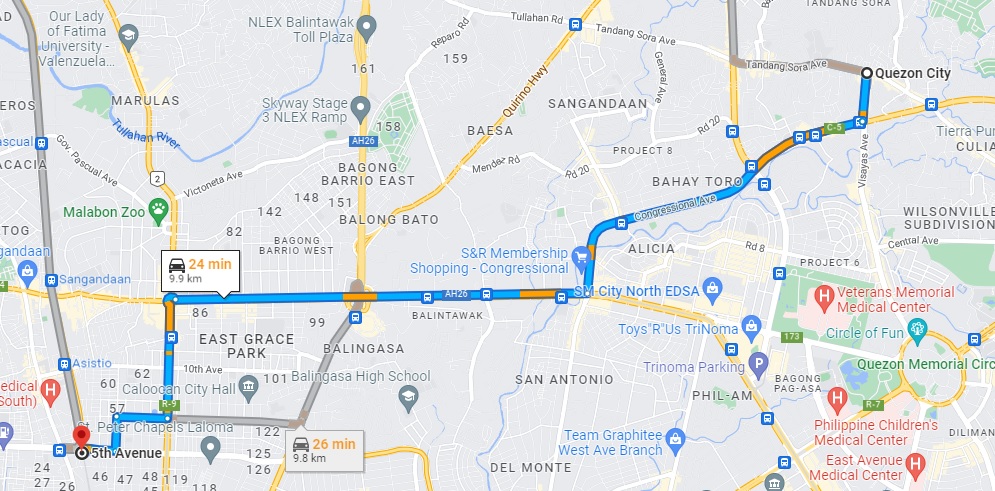 Our Lady
of Fatima
University -
Valenzuela...
NLEX Balintawak
Toll Plaza
161
Skyway Stage
3 NLEX Ramp
AH26
158
159
Reparo Rd
Tullahan Rd
Tandang Sora Ave
Quirino Hwy
General Ave
SANGANDAAN
BAESA
Mendez Rd
Rd 20
Rd 20
PROJECT 8
TANDANG SORA
Tandang Sora Ave
Quezon City
C-5
Visayas Ave
Tierra Pu
CULIA
MARULAS
Tullahan River
EROS
ascual
ACACIA
Gov. Pascual Ave
2
Victoneta Ave
Malabon Zoo
BAGONG
BARRIO EAST
151
148
142
82
BALONG BATO
BAGONG
BARRIO WEST
TOG
gandaan
Sangandaan
24 min
9.9 km
86
BAHAY TORO
Congressional Ave
ALICIA
Rd 8
WILSONVILLE
SUBDIVISION
Central Ave
PROJECT 6
S&R Membership
Shopping - Congressional
SM City North EDSA
AH26
BALINTAWAK
Veterans Memorial
Medical Center
Circle of Fun
Toys"R"Us TriNoma
173
Trinoma Parking
BAGONG
PAG-ASA
Quezon Memorial Circ
R-7
PHIL-AM
Philippine Children's
Medical Center
DILIMAN
East Avenue
Medical Center
99
EAST GRACE
PARK
BALINGASA
Asistio
10th Ave
60
62
Caloocan City Hall
101
Balingasa High School
SAN ANTONIO
edical
South)
57
R-9
St. Peter Chapels Laloma
122
26 min
9.8 km
Team Graphitee
West Ave Branch
DEL MONTE
5th Avenue
125
126
24
27
26
46
48
119
118